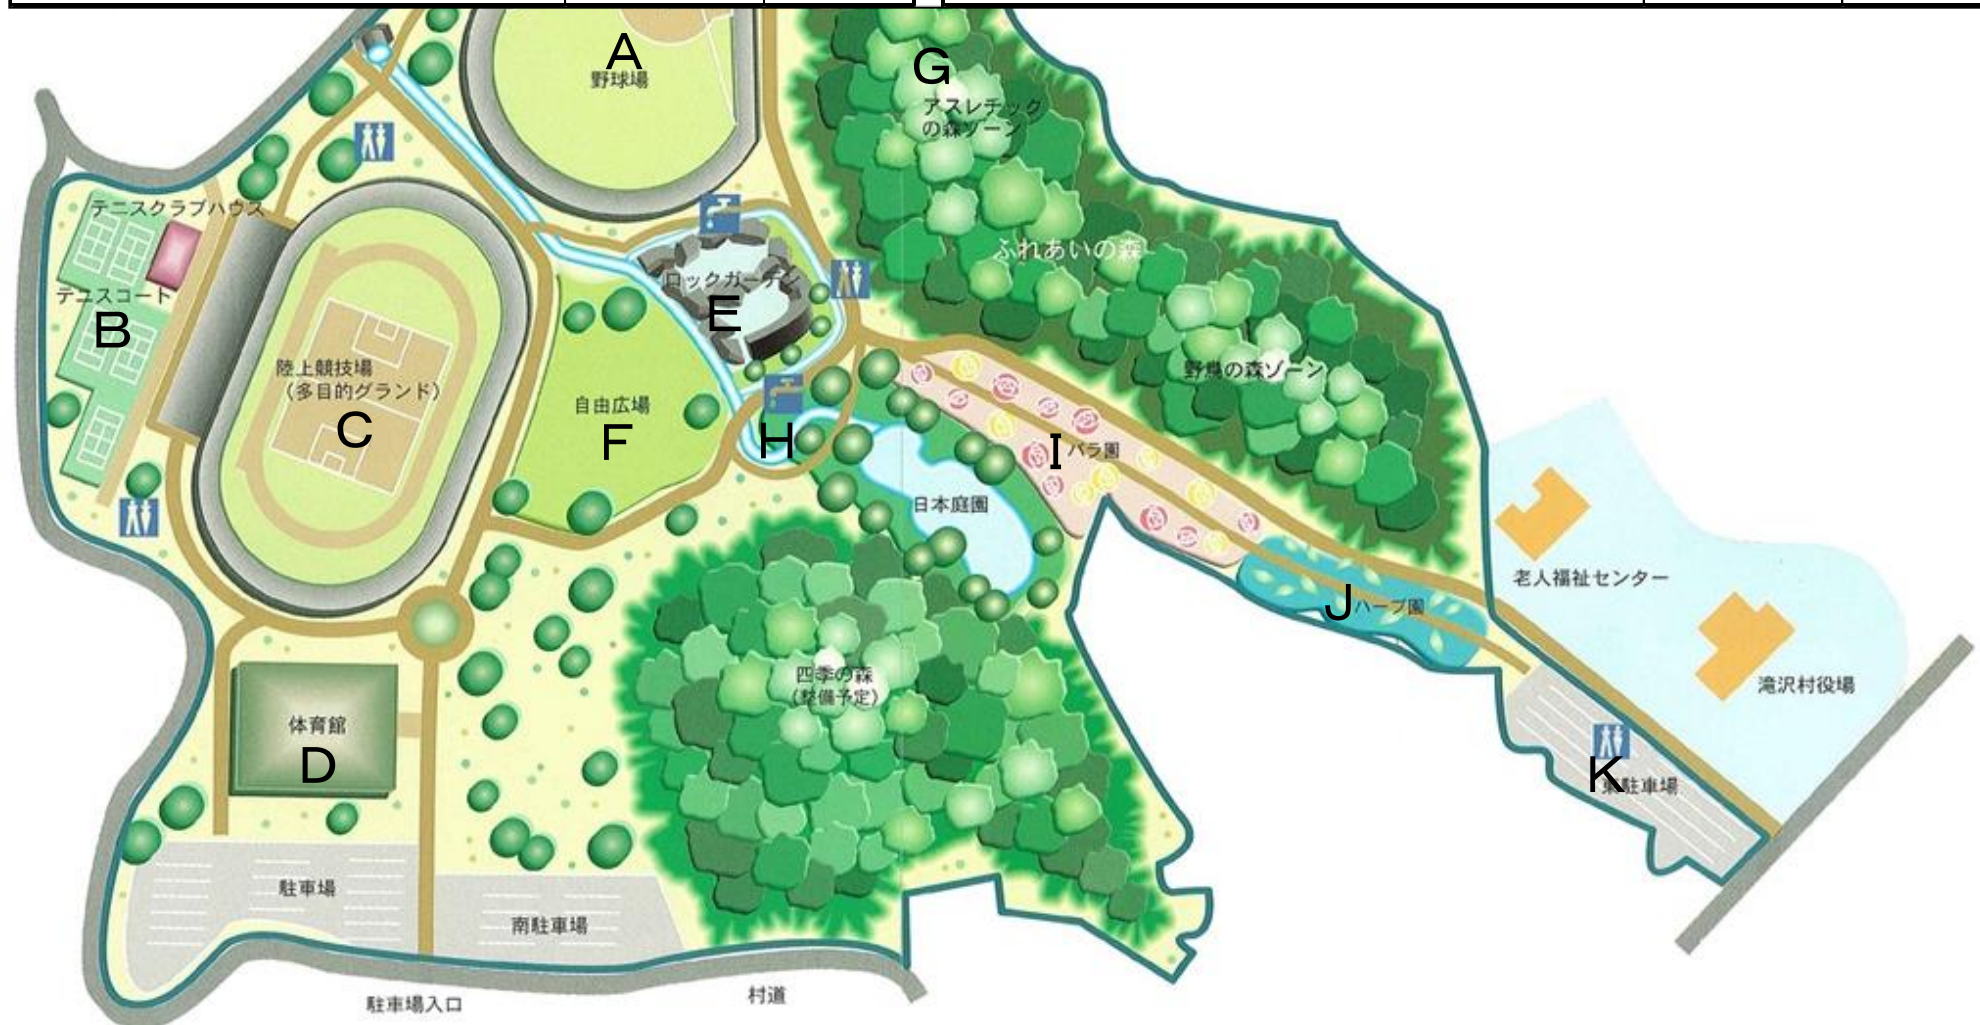 A
野球場
G
アスレチック
の森ゾーン
テニスクラブハウス
ふれあいの森
ロックガーデン
E
テニスコート
B
陸上競技場
(多目的グランド)
C
自由広場
F
H
野鳥の森ゾーン
I
バラ園
日本庭園
老人福祉センター
J
ハーブ園
四季の森
(整備予定)
滝沢村役場
体育館
D
K
東駐車場
駐車場
南駐車場
駐車場入口
村道